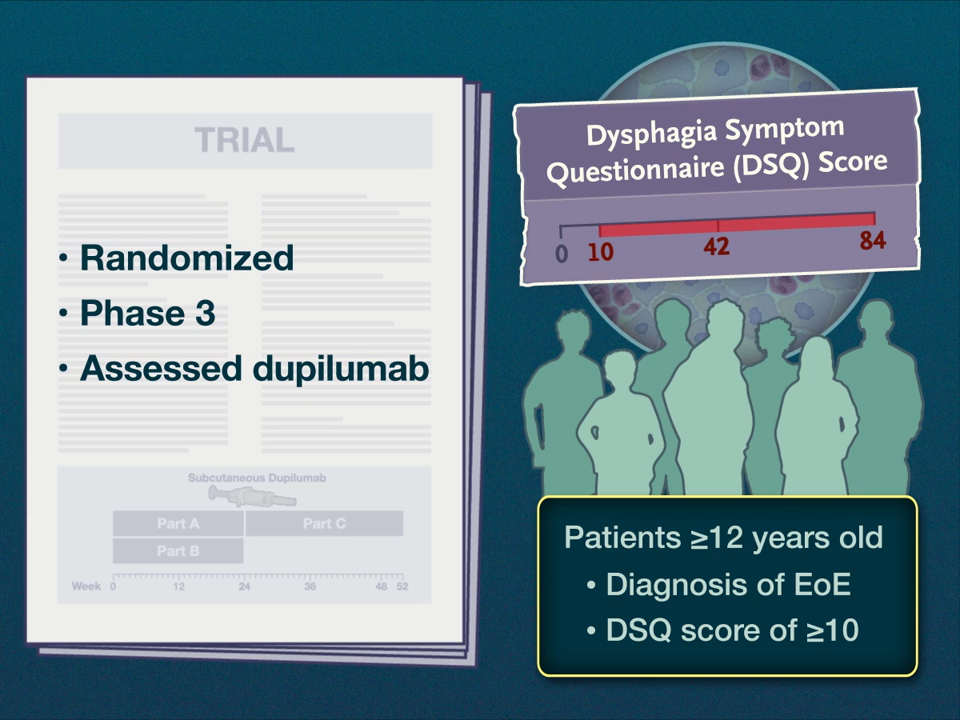 TRIAL
• Randomized
• Phase 3
• Assessed dupilumab
Subcutaneous Dupilumab
Part A Part C
Part B
Week 0 12 24 36 48 52
Dysphagia Symptom
Questionnaire (DSQ) Score
0 10 42 84
Patients ≥12 years old
• Diagnosis of EoE
• DSQ score of ≥10